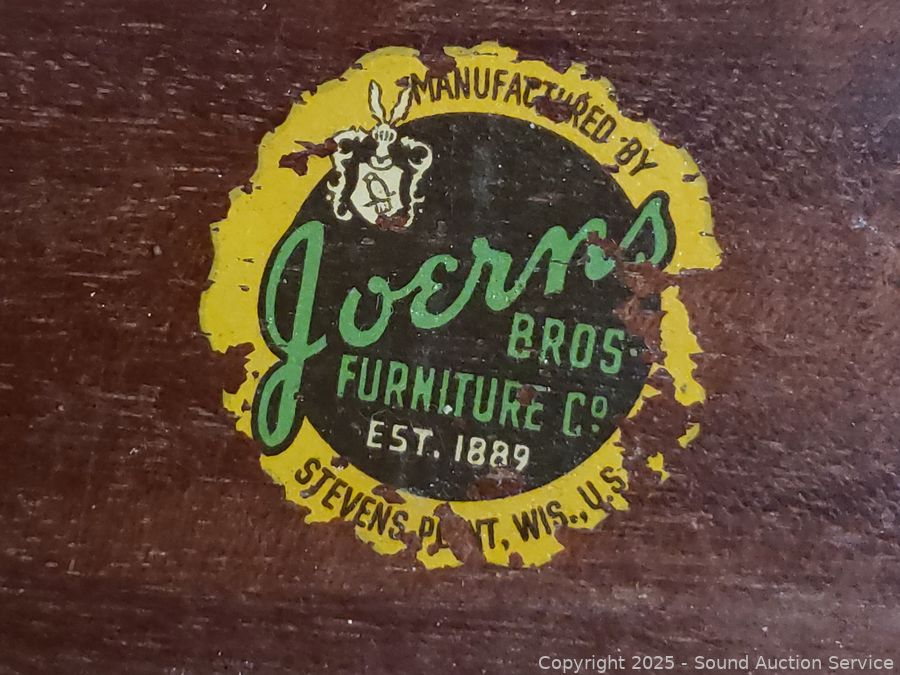 MANUFACTURED BY
Joerns
BROS.
FURNITURE Co
EST. 1889
STEVENS WIS., U.S
Copyright 2025 - Sound Auction Service